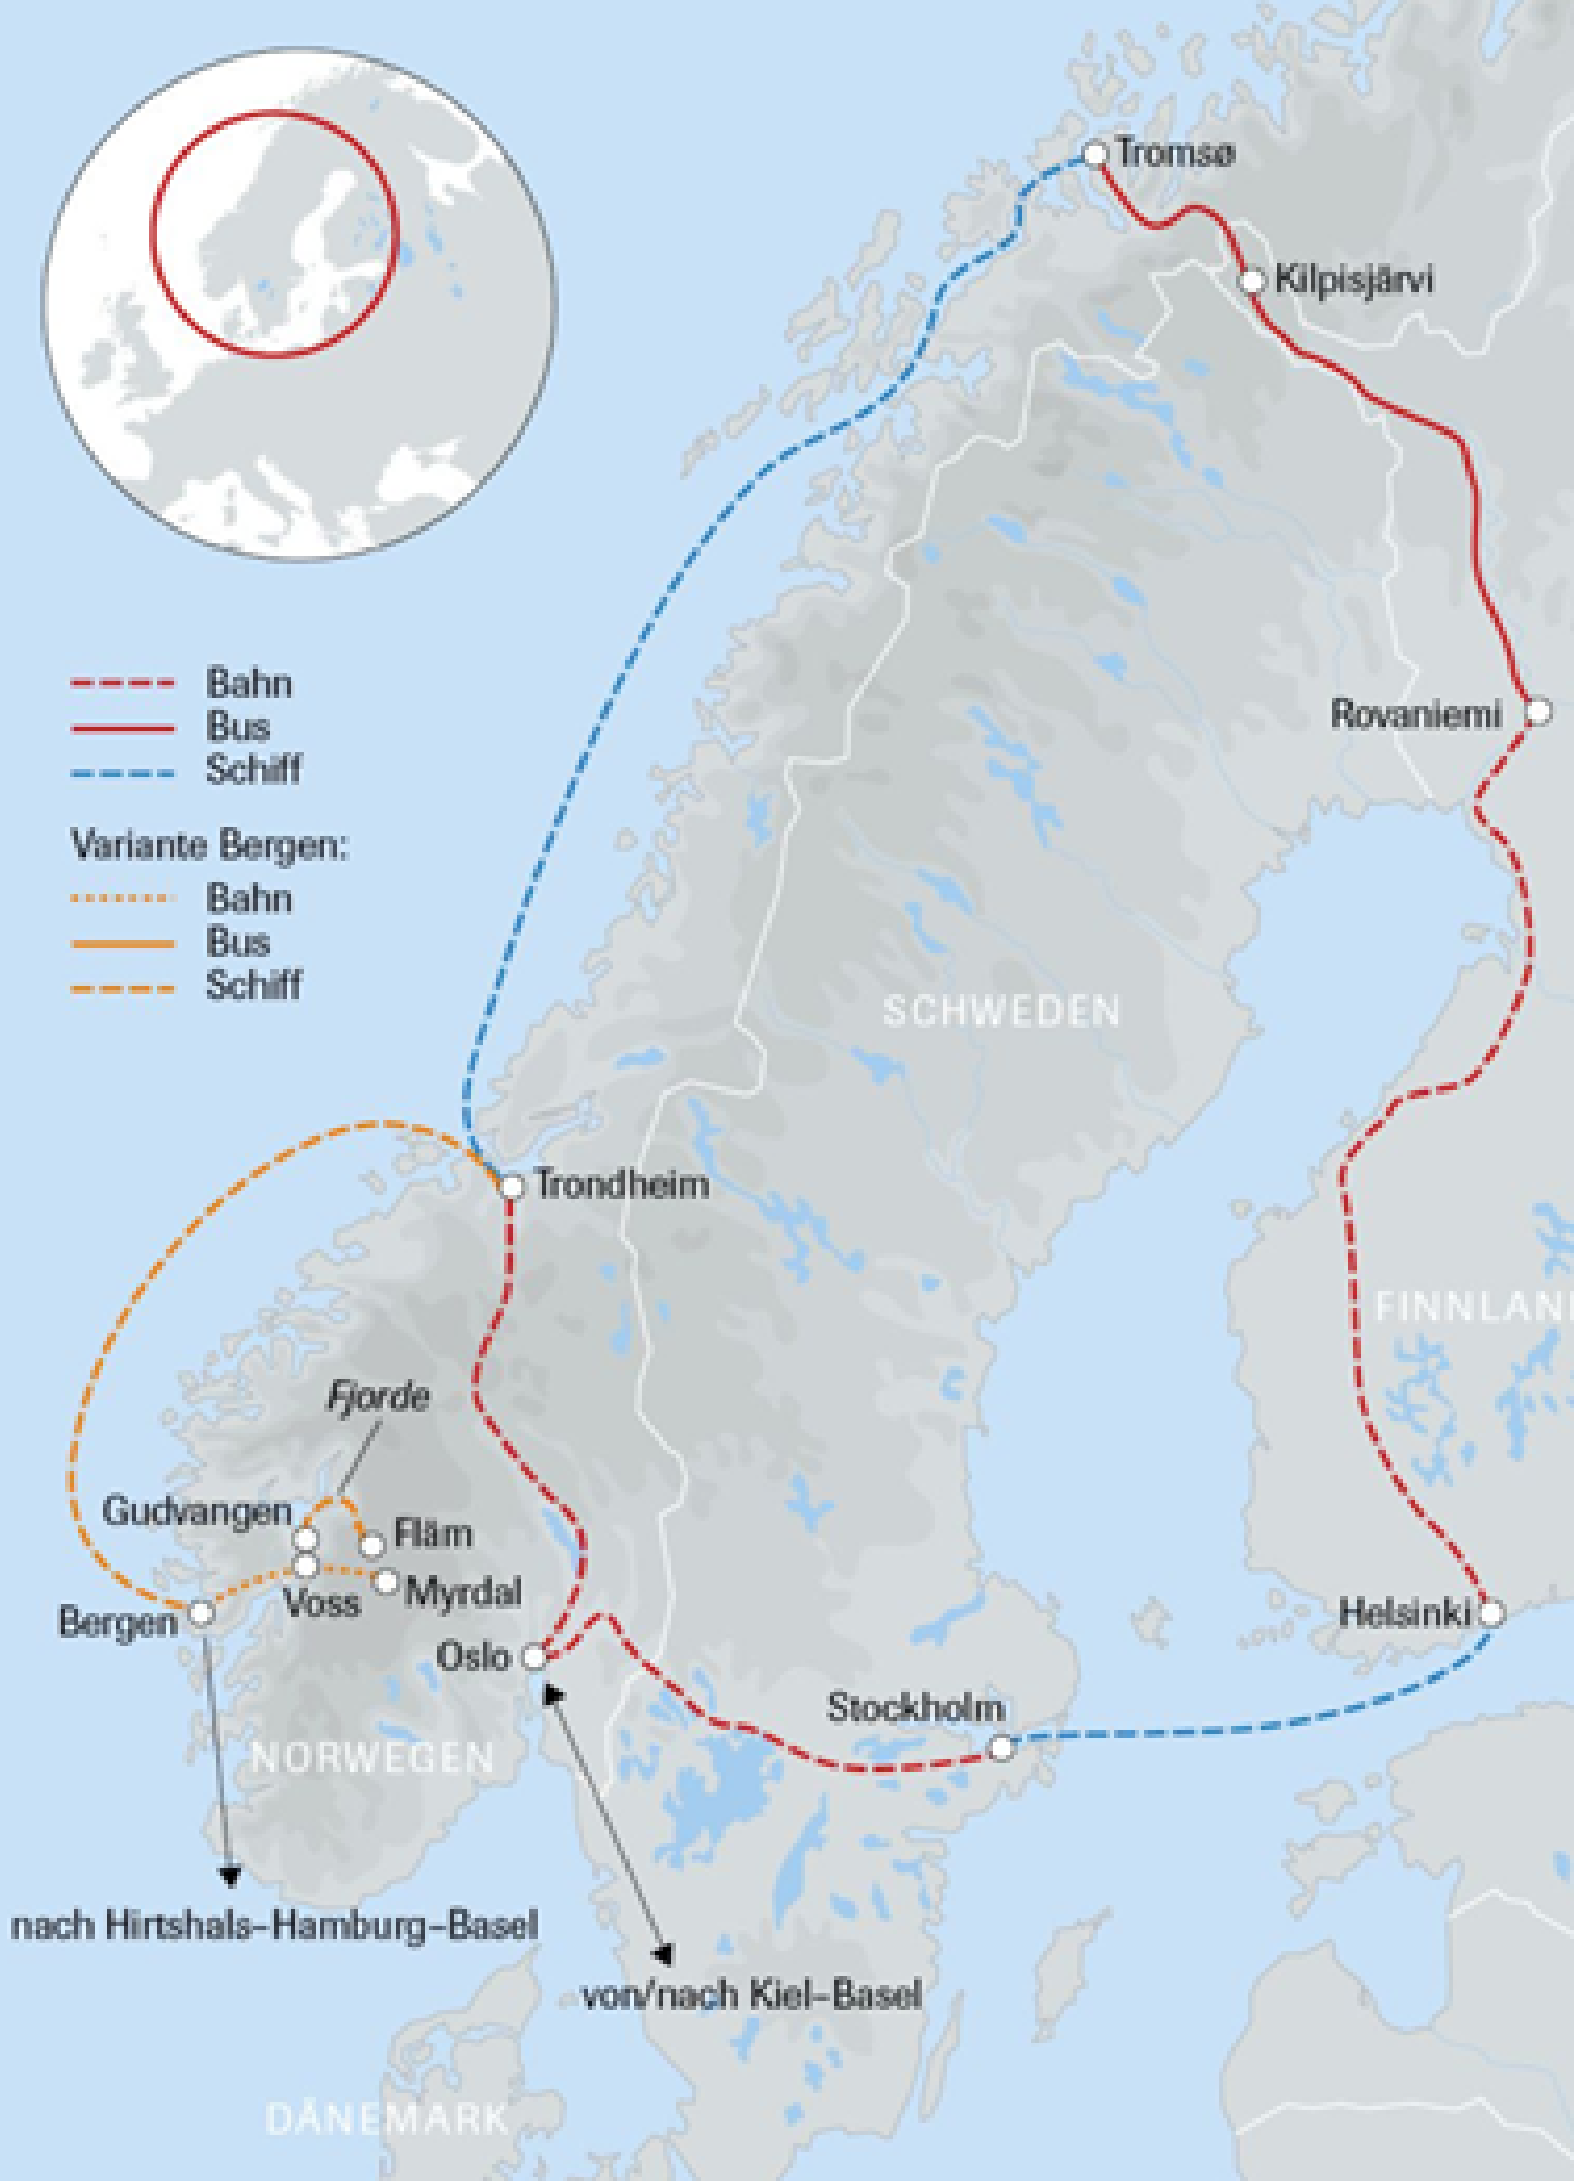 Tromsø
Kilpisjärvi
Bahn
Bus
Schiff
Rovaniemi
Variante Bergen:
Bahn
Bus
Schiff
SCHWEDEN
Trondheim
FINNLAN
Fjorde
Gudvangen
Fläm
Voss
Myrdal
Bergen
Helsinki
Oslo
Stockholm
NORWEGEN
nach Hirtshals–Hamburg–Basel
von/nach Kiel–Basel
DÄNEMARK